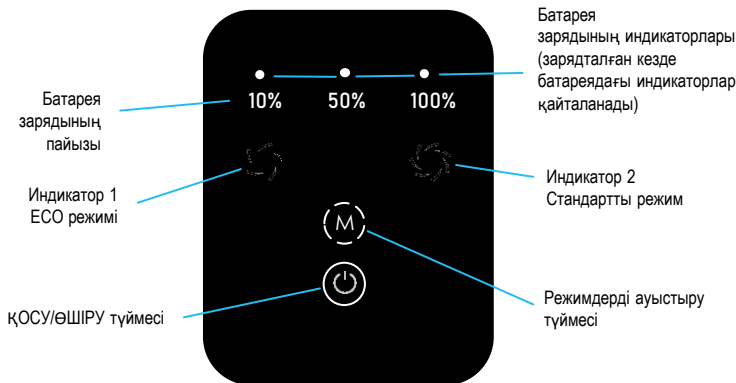 Батарея
зарядының индикаторлары
(зарядталған кезде
батареядағы индикаторлар
қайталанады)
Батарея
зарядының
пайызы
10% 50% 100%
Индикатор 1
ECO режимі
Индикатор 2
Стандартты режим
M
ҚОСУ/ӨШІРУ түймесі
Режимдерді ауыстыру
түймесі